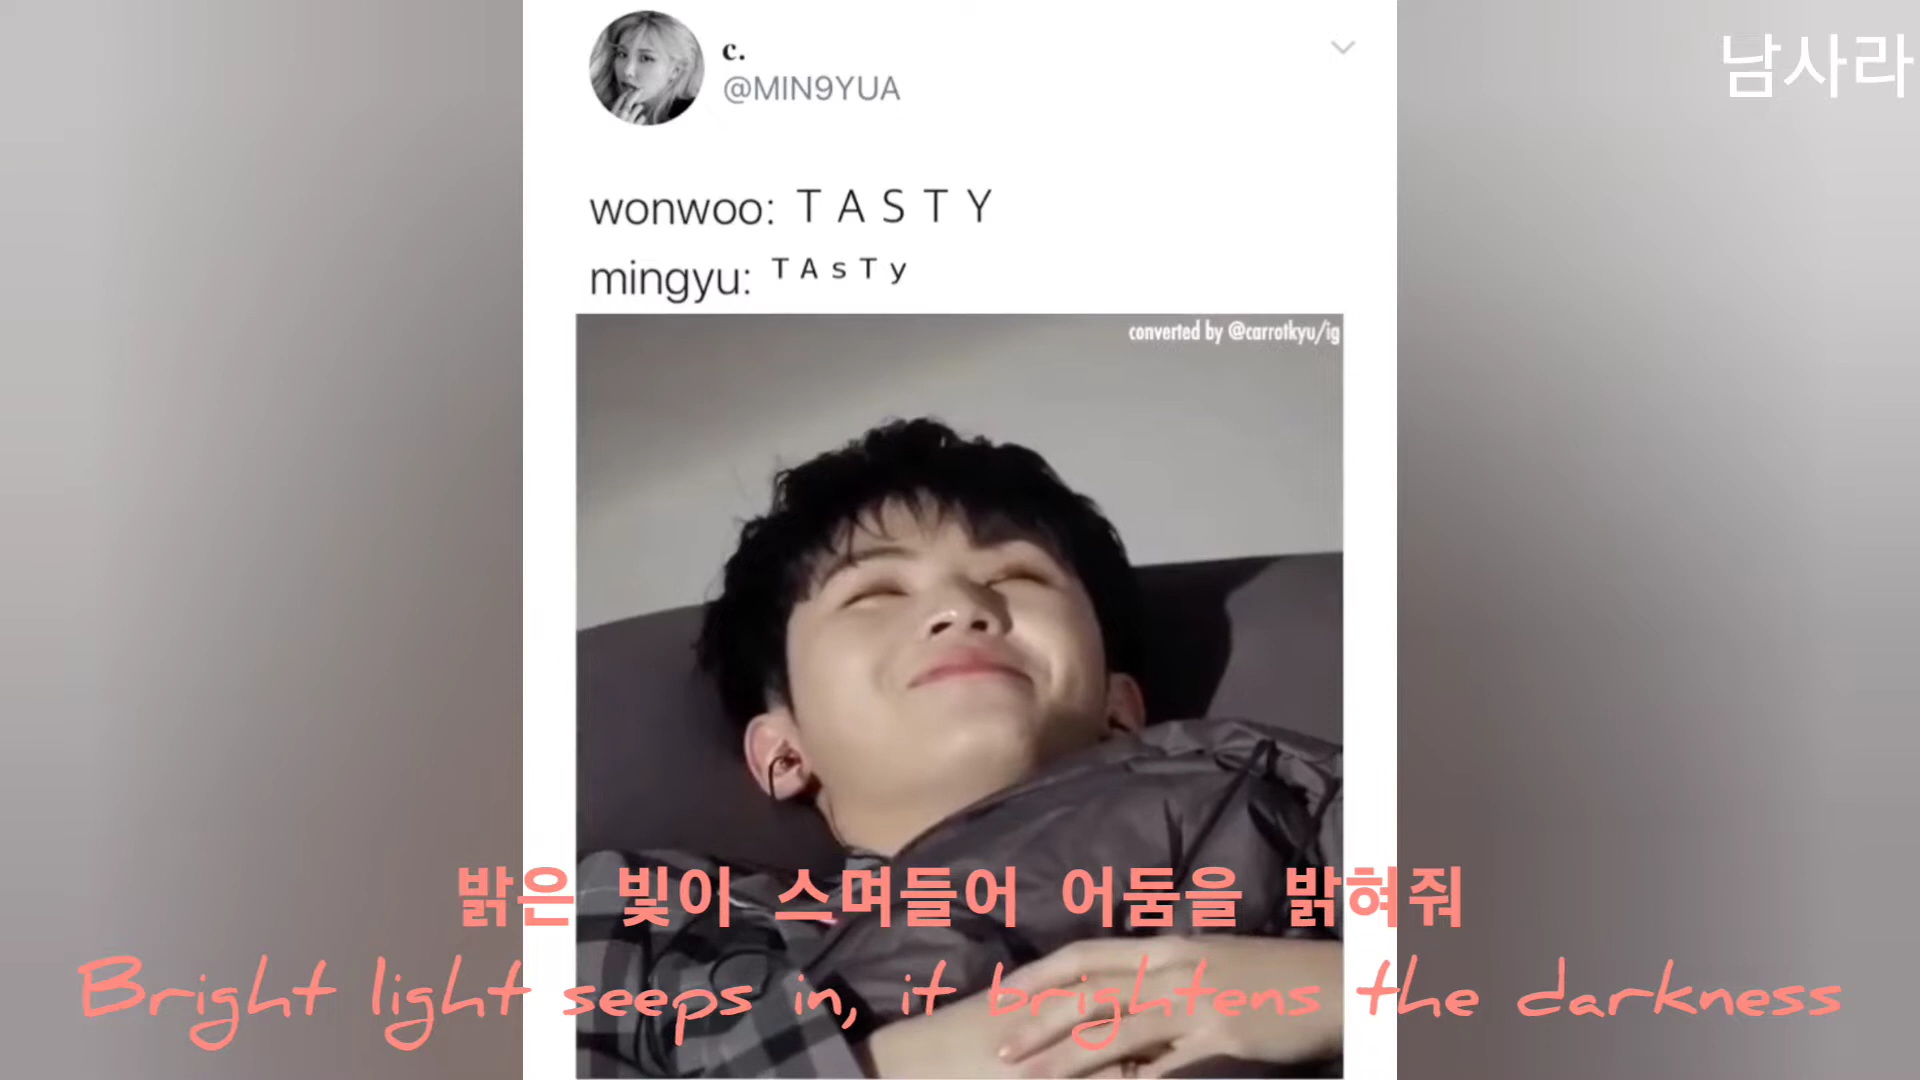 c.
@MIN9YUA
남사라
wonwoo: T A S T Y
mingyu: ᵀ ᴬ ˢ ᵀ ʸ
converted by @carrotkyu/ig
밝은 빛이 스며들어 어둠을 밝혀줘
Bright light seeps in, it brightens the darkness